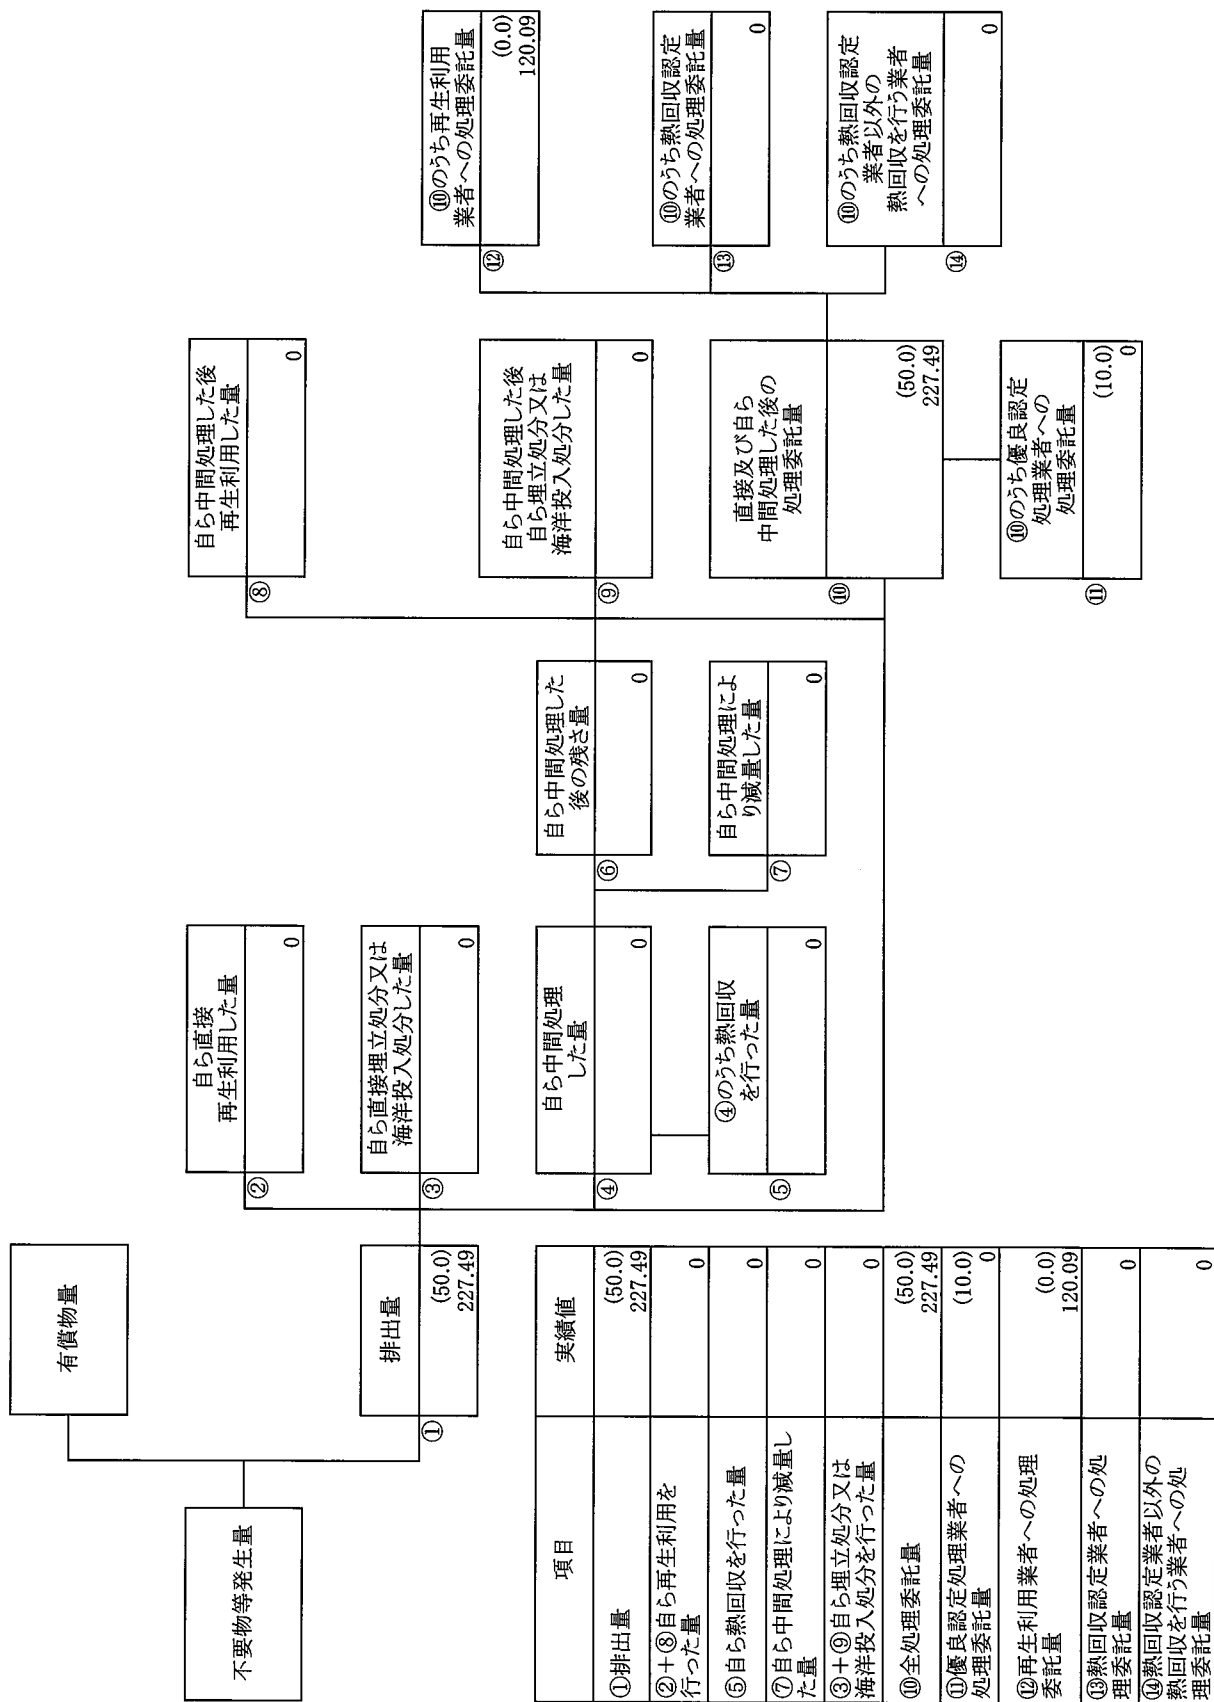 不要物等発生量
有償物量
①
排出量
(50.0)
227.49
②
自ら直接
再生利用した量
0
③
自ら直接埋立処分又は
海洋投入処分した量
0
④
自ら中間処理
した量
0
⑤
④のうち熱回収
を行った量
0
⑥
自ら中間処理した
後の残さ量
0
⑦
自ら中間処理によ
り減量した量
0
⑧
自ら中間処理した後
再生利用した量
0
⑨
自ら中間処理した後
自ら埋立処分又は
海洋投入処分した量
0
⑩
直接及び自ら
中間処理した後の
処理委託量
(50.0)
227.49
⑪
⑩のうち優良認定
処理業者への
処理委託量
(10.0)
0
⑫
⑩のうち再生利用
業者への処理委託量
(0.0)
120.09
⑬
⑩のうち熱回収認定
業者への処理委託量
0
⑭
⑩のうち熱回収認定
業者以外の
熱回収を行う業者
への処理委託量
0
項目
実績値
①排出量
(50.0)
227.49
②+⑧自ら再生利用を
行った量
0
⑤自ら熱回収を行った量
0
⑦自ら中間処理により減量し
た量
0
③+⑨自ら埋立処分又は
海洋投入処分を行った量
0
⑩全処理委託量
(50.0)
227.49
⑪優良認定処理業者への
処理委託量
(10.0)
0
⑫再生利用業者への処理
委託量
(0.0)
120.09
⑬熱回収認定業者への処
理委託量
0
⑭熱回収認定業者以外の
熱回収を行う業者への処
理委託量
0